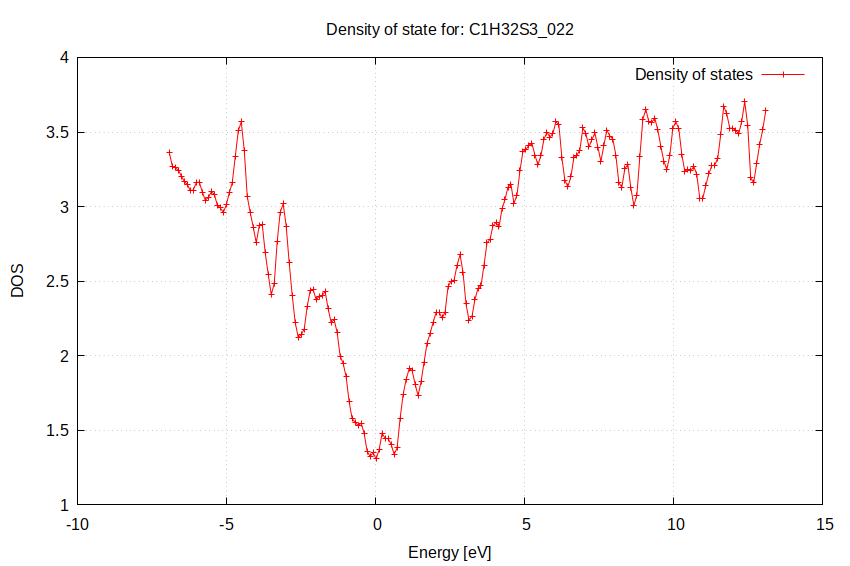 Density of state for: C1H32S3_022
Density of states
4
3.5
3
2.5
2
1.5
1
DOS
-10 -5 0 5 10 15
Energy [eV]